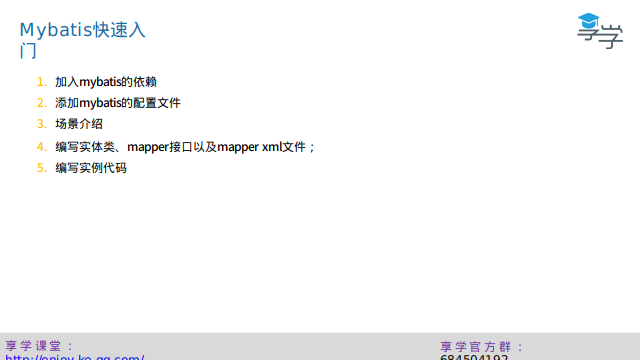 Mybatis快速入
门
享学
1. 加入mybatis的依赖
2. 添加mybatis的配置文件
3. 场景介绍
4. 编写实体类、mapper接口以及mapper xml文件；
5. 编写实例代码
享学课堂：
http://enjoy.ke.qq.com/
享学官方群：
684504192